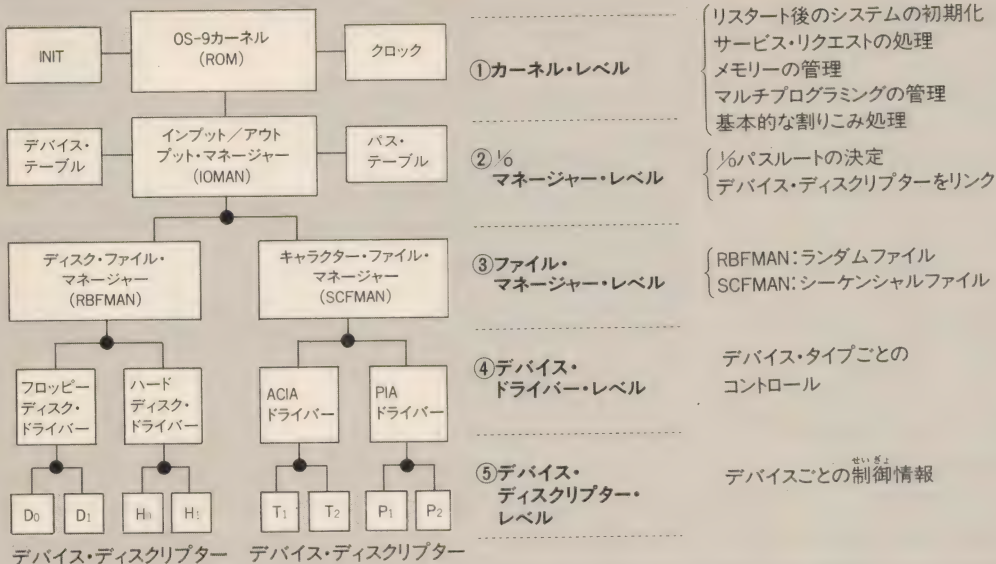 INIT
OS-9カーネル
(ROM)
クロック
①カーネル・レベル
リスタート後のシステムの初期化
サービス・リクエストの処理
メモリーの管理
マルチプログラミングの管理
基本的な割りこみ処理
デバイス・
テーブル
インプット/アウト
プット・マネージャー
(IOMAN)
パス・
テーブル
②I/O
マネージャー・レベル
I/Oパスルートの決定
デバイス・ディスクリプターをリンク
ディスク・ファイル・
マネージャー
(RBFMAN)
キャラクター・ファイル・
マネージャー
(SCFMAN)
③ファイル・
マネージャー・レベル
RBFMAN:ランダムファイル
SCFMAN:シーケンシャルファイル
フロッピー
ディスク・
ドライバー
ハード
ディスク・
ドライバー
ACIA
ドライバー
PIA
ドライバー
④デバイス・
ドライバー・レベル
デバイス・タイプごとの
コントロール
D0
D1
H0
H1
T1
T2
P1
P2
デバイス・ディスクリプター
デバイス・ディスクリプター
⑤デバイス・
ディスクリプター・
レベル
せいぎょ
デバイスごとの制御情報